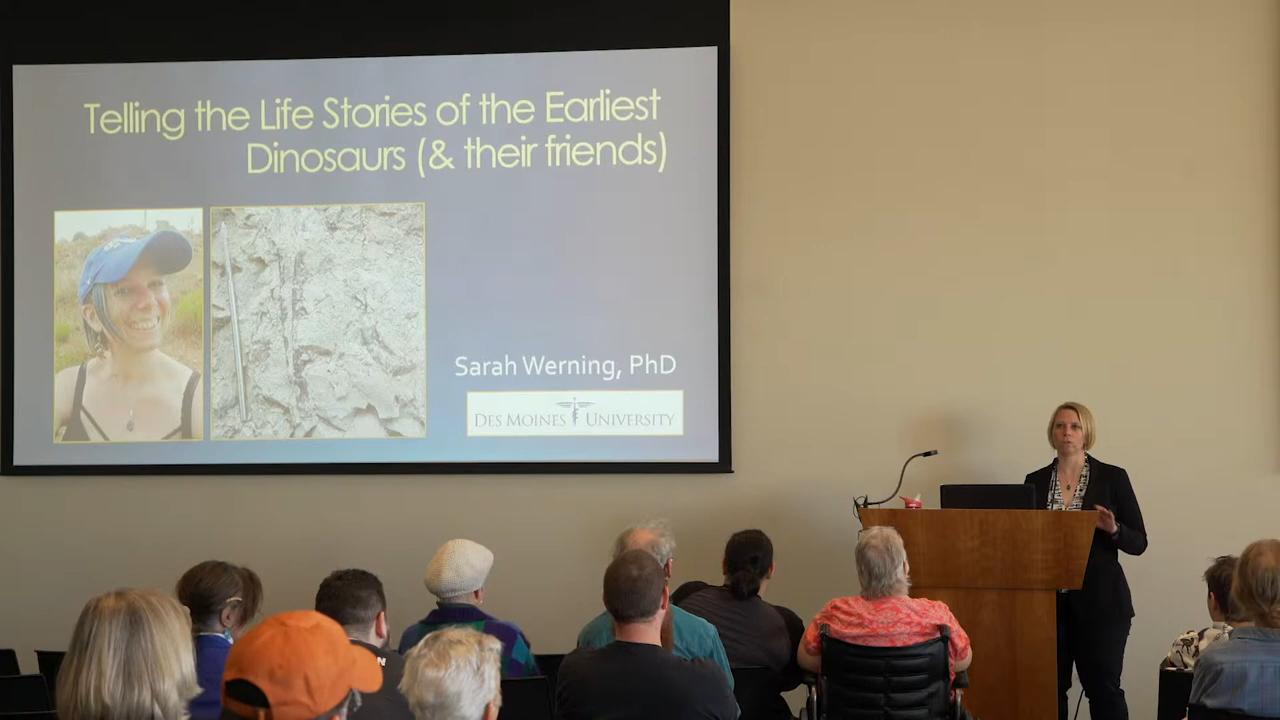 Telling the Life Stories of the Earliest
Dinosaurs (& their friends)
Sarah Werning, PhD
DES MOINES UNIVERSITY